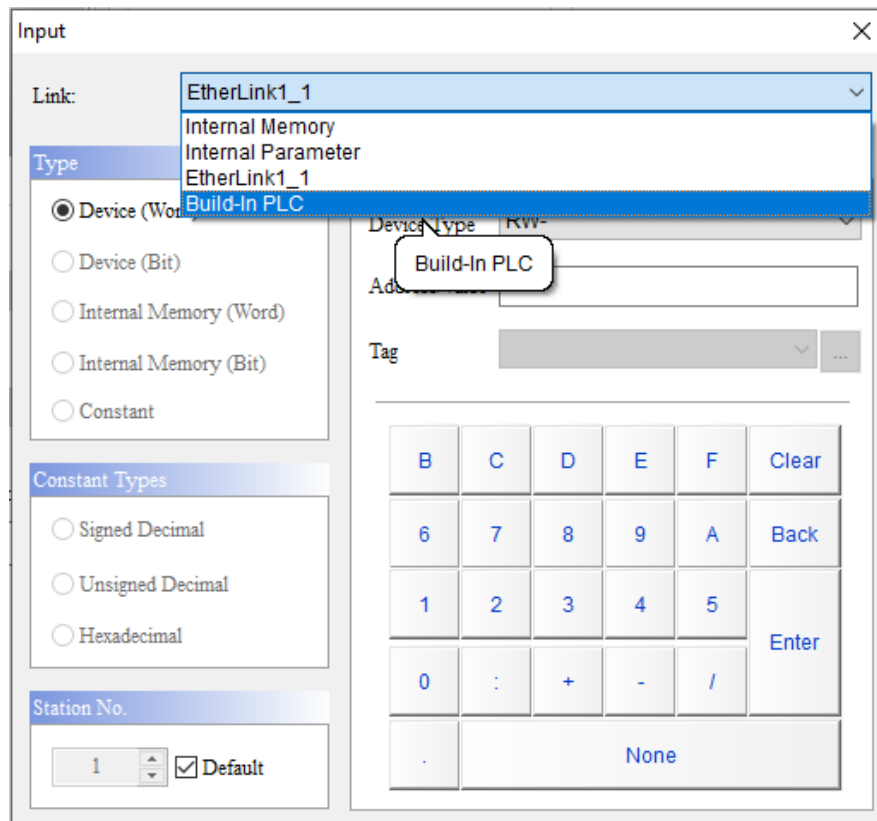 Input
Link:
EtherLink1_1
Internal Memory
Internal Parameter
EtherLink1_1
Build-In PLC
Type
Device (Wor
Device (Bit)
Internal Memory (Word)
Internal Memory (Bit)
Constant
Device Type
RW-
Build-In PLC
Tag
...
B C D E F Clear
6 7 8 9 A Back
1 2 3 4 5 Enter
0 : + - /
. None
Constant Types
Signed Decimal
Unsigned Decimal
Hexadecimal
Station No.
1
Default